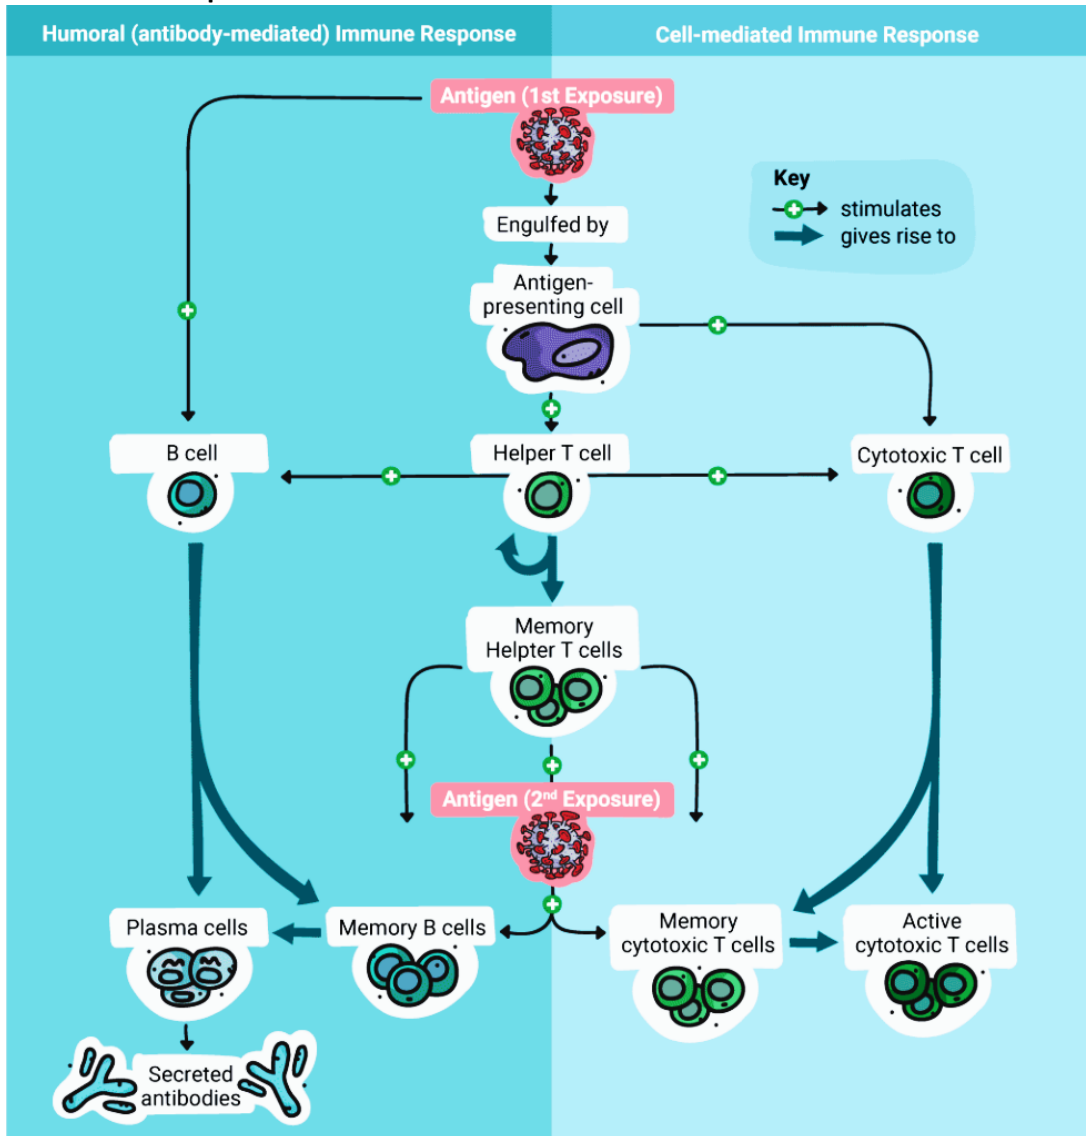 Humoral (antibody-mediated) Immune Response
Cell-mediated Immune Response
Antigen (1st Exposure)
Key
stimulates
gives rise to
Engulfed by
Antigen-
presenting cell
B cell
Helper T cell
Cytotoxic T cell
Memory
Helpter T cells
Antigen (2nd Exposure)
Plasma cells
Memory B cells
Memory
cytotoxic T cells
Active
cytotoxic T cells
Secreted
antibodies